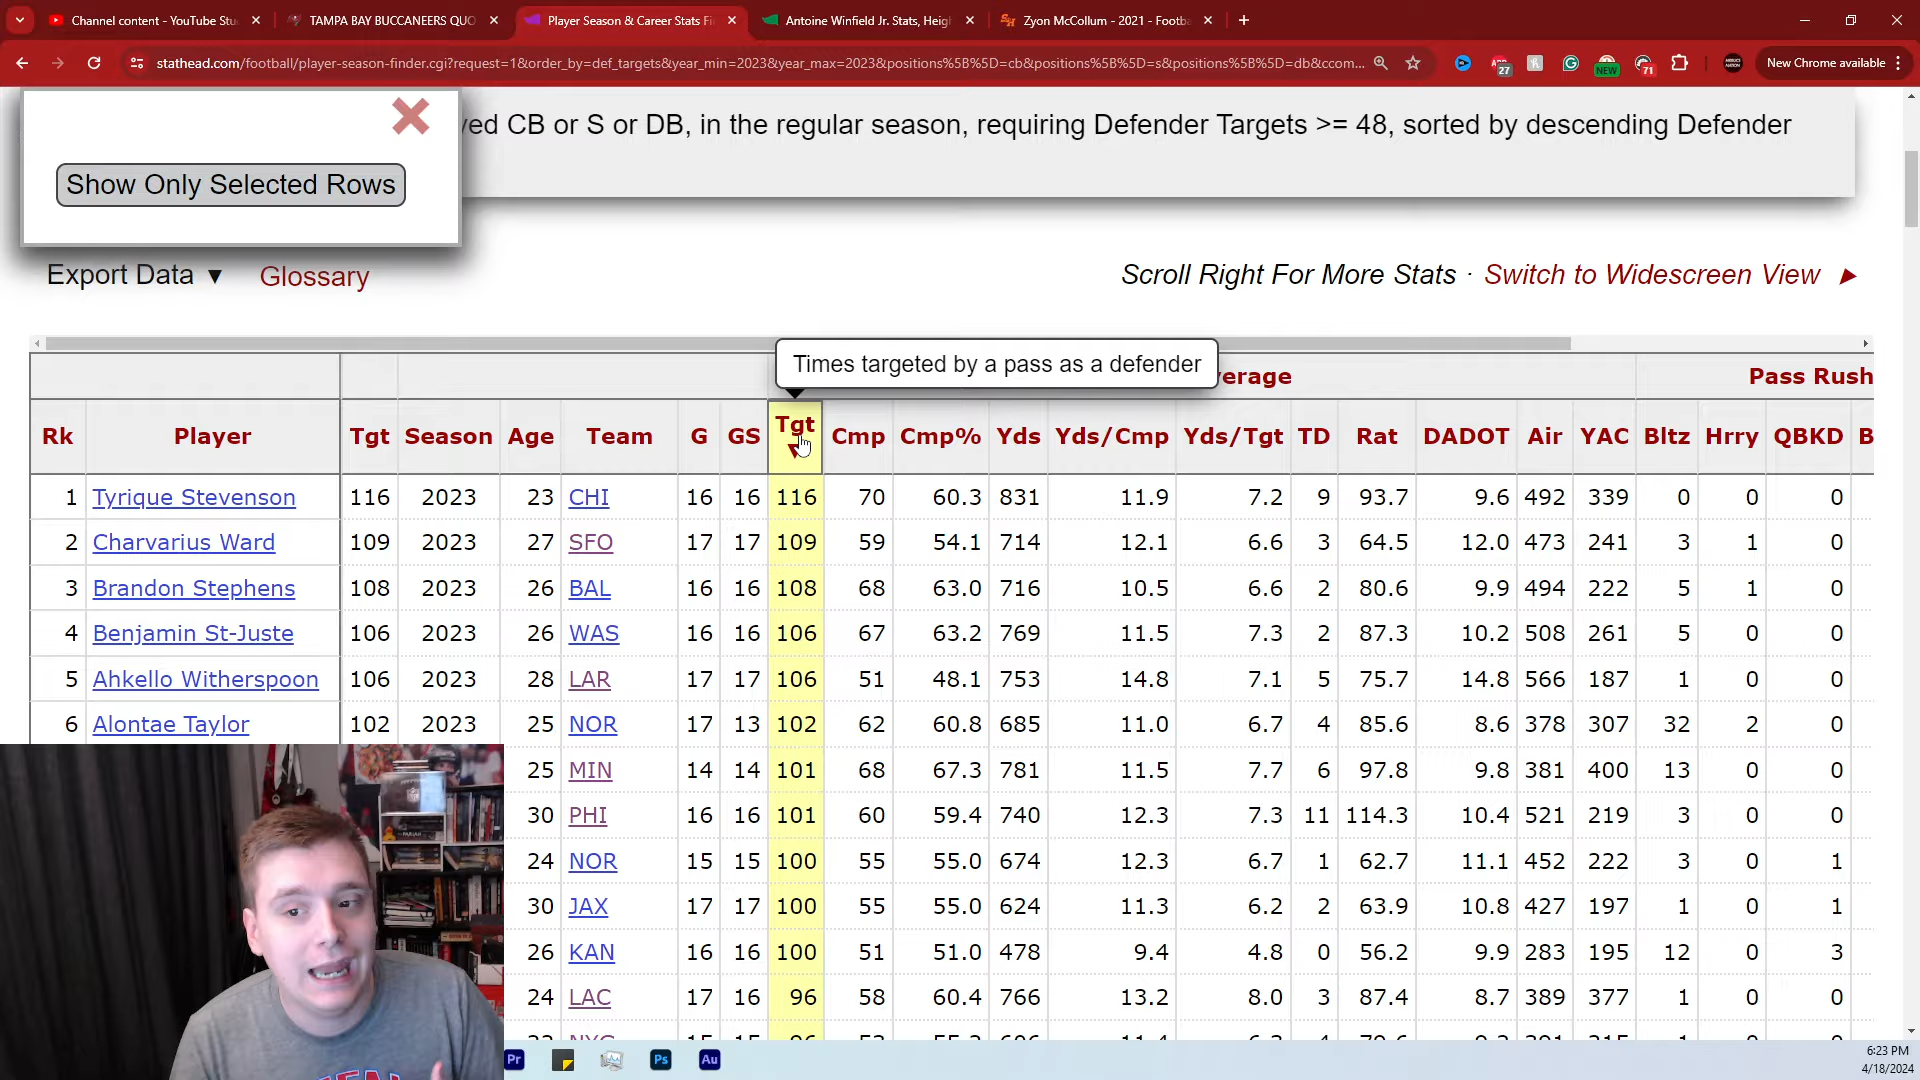 Channel content - YouTube Stu
TAMPA BAY BUCCANEERS QUO
Player Season & Career Stats Fi
Antoine Winfield Jr. Stats, Heig
Zyon McCollum - 2021 - Footba
stathead.com/football/player-season-finder.cgi?request=1&order_by=def_targets&year_min=2023&year_max=2023&positions%5B%5D=cb&positions%5B%5D=s&positions%5B%5D=db&ccom...
27
NEW
71
New Chrome available
ved CB or S or DB, in the regular season, requiring Defender Targets >= 48, sorted by descending Defender
Show Only Selected Rows
Export Data ▼ Glossary
Scroll Right For More Stats · Switch to Widescreen View ►
Times targeted by a pass as a defender
verage Pass Rush
Rk Player Tgt Season Age Team G GS Tgt Cmp Cmp% Yds Yds/Cmp Yds/Tgt TD Rat DADOT Air YAC Bltz Hrry QBKD B
1 Tyrique Stevenson 116 2023 23 CHI 16 16 116 70 60.3 831 11.9 7.2 9 93.7 9.6 492 339 0 0 0
2 Charvarius Ward 109 2023 27 SFO 17 17 109 59 54.1 714 12.1 6.6 3 64.5 12.0 473 241 3 1 0
3 Brandon Stephens 108 2023 26 BAL 16 16 108 68 63.0 716 10.5 6.6 2 80.6 9.9 494 222 5 1 0
4 Benjamin St-Juste 106 2023 26 WAS 16 16 106 67 63.2 769 11.5 7.3 2 87.3 10.2 508 261 5 0 0
5 Ahkello Witherspoon 106 2023 28 LAR 17 17 106 51 48.1 753 14.8 7.1 5 75.7 14.8 566 187 1 0 0
6 Alontae Taylor 102 2023 25 NOR 17 13 102 62 60.8 685 11.0 6.7 4 85.6 8.6 378 307 32 2 0
25 MIN 14 14 101 68 67.3 781 11.5 7.7 6 97.8 9.8 381 400 13 0 0
30 PHI 16 16 101 60 59.4 740 12.3 7.3 11 114.3 10.4 521 219 3 0 0
24 NOR 15 15 100 55 55.0 674 12.3 6.7 1 62.7 11.1 452 222 3 0 1
30 JAX 17 17 100 55 55.0 624 11.3 6.2 2 63.9 10.8 427 197 1 0 1
26 KAN 16 16 100 51 51.0 478 9.4 4.8 0 56.2 9.9 283 195 12 0 3
24 LAC 17 16 96 58 60.4 766 13.2 8.0 3 87.4 8.7 389 377 1 0 0
Pr Ps Au
6:23 PM
4/18/2024